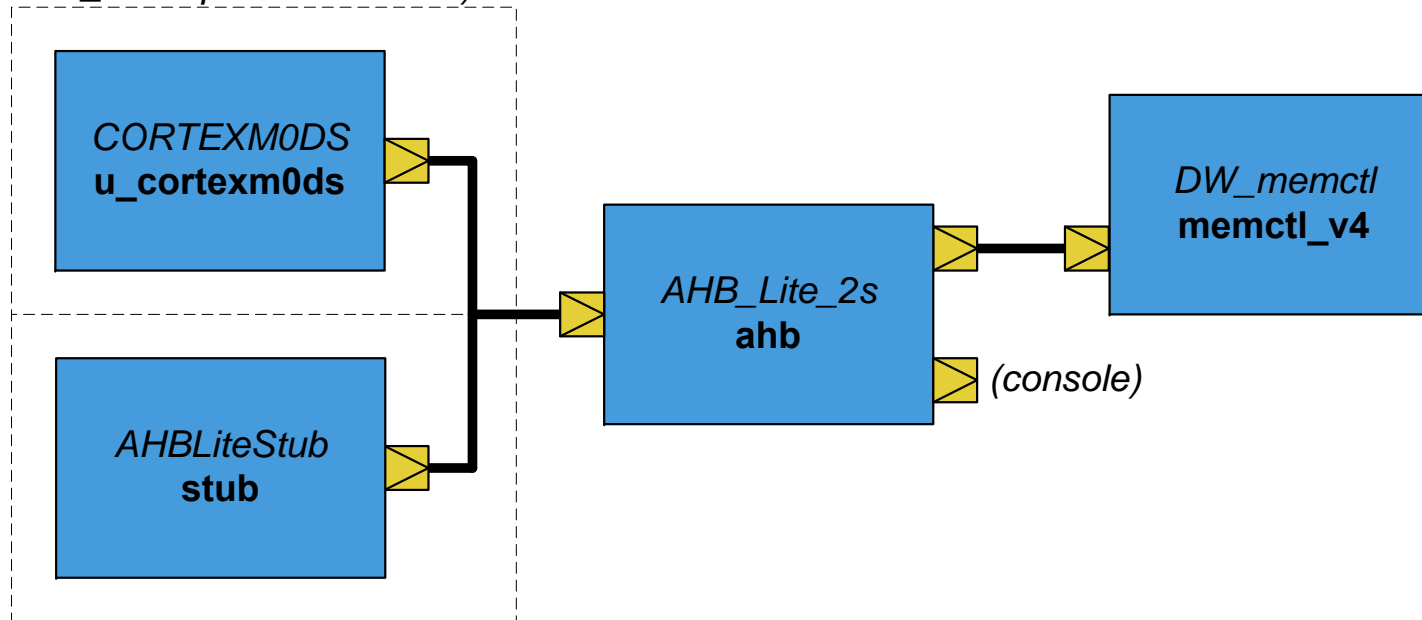 CORTEXM0DS
u_cortexm0ds
AHBLiteStub
stub
AHB_Lite_2s
ahb
(console)
DW_memctl
memctl_v4